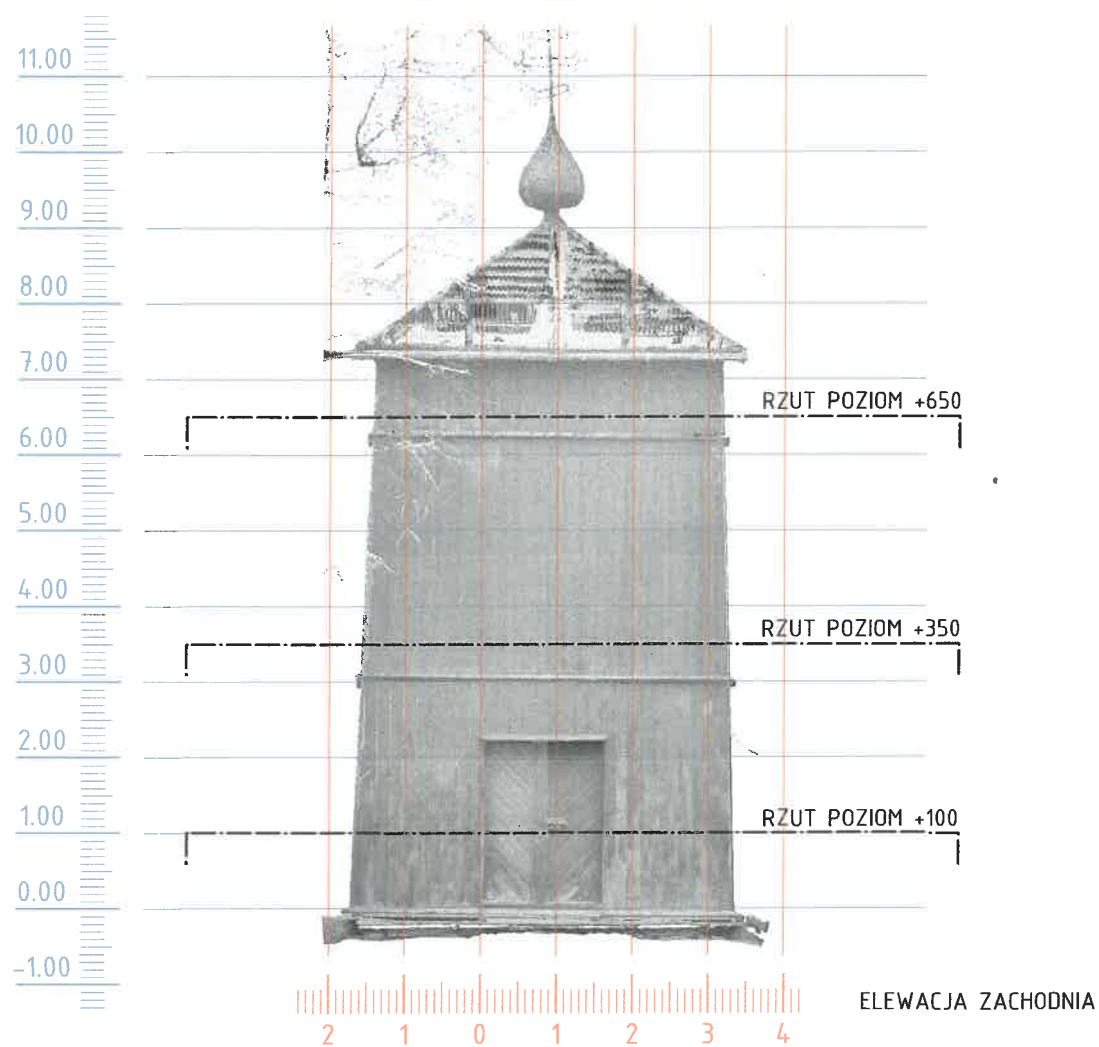 11.00
10.00
9.00
8.00
7.00
RZUT POZIOM +650
6.00
5.00
4.00
RZUT POZIOM +350
3.00
2.00
1.00
RZUT POZIOM +100
0.00
-1.00
ELEWACJA ZACHODNIA
2 1 0 1 2 3 4